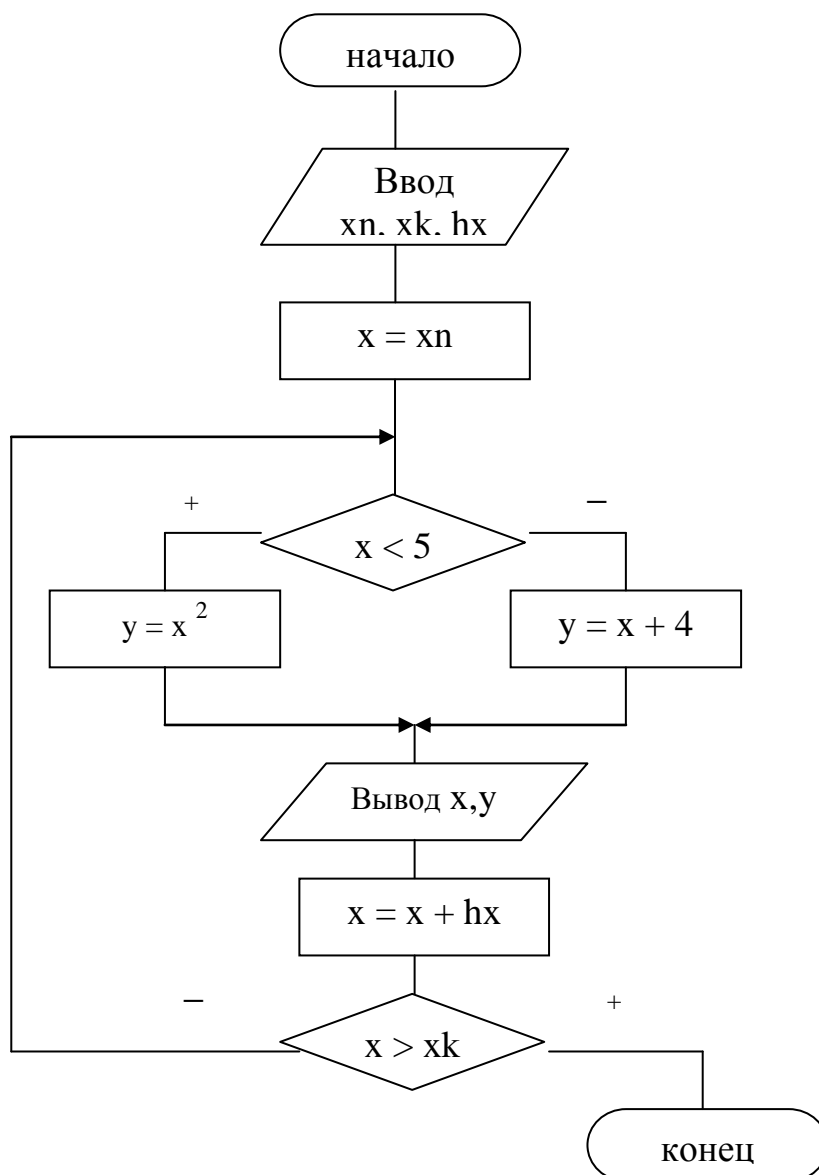 начало
Ввод
xn, xk, hx
x = xn
+
–
x < 5
y = x ²
y = x + 4
Вывод x,y
x = x + hx
–
+
x > xk
конец